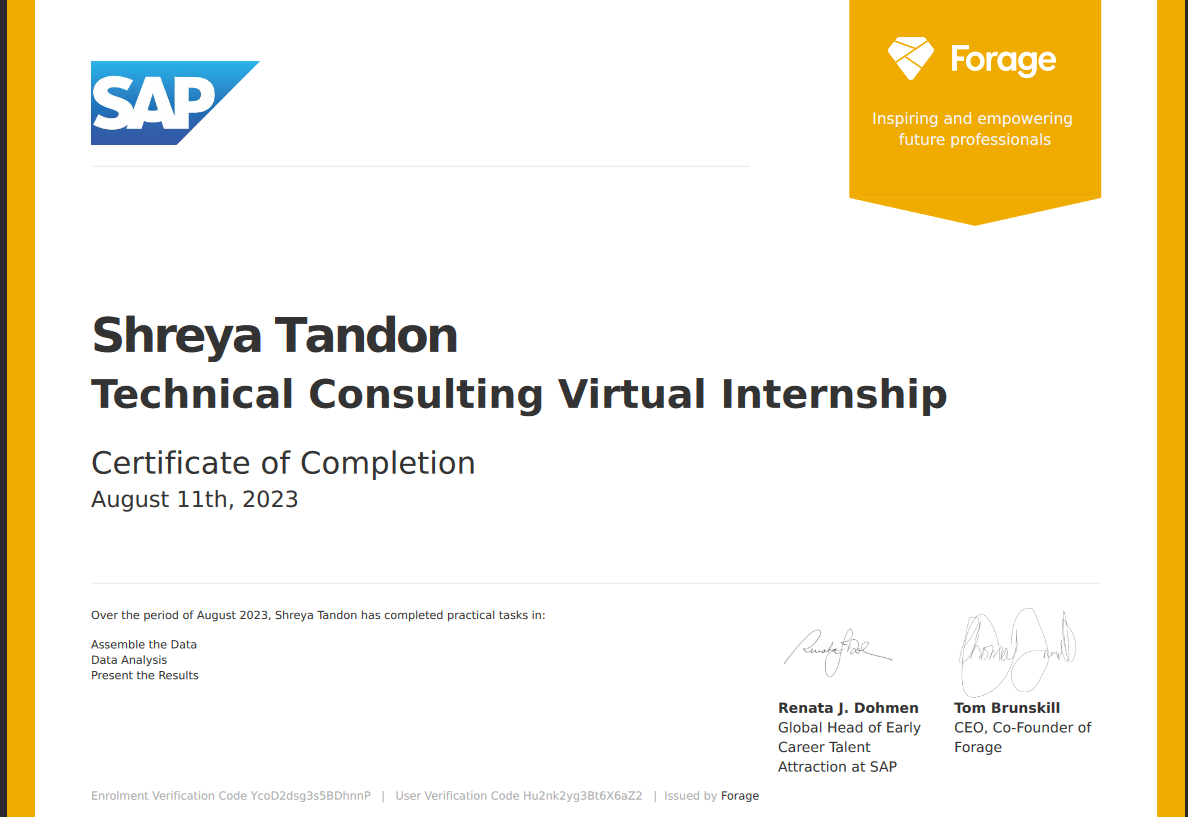 SAP
Forage
Inspiring and empowering
future professionals
Shreya Tandon
Technical Consulting Virtual Internship
Certificate of Completion
August 11th, 2023
Over the period of August 2023, Shreya Tandon has completed practical tasks in:
Assemble the Data
Data Analysis
Present the Results
Renata J. Dohmen
Global Head of Early
Career Talent
Attraction at SAP
Tom Brunskill
CEO, Co-Founder of
Forage
Enrolment Verification Code YcoD2dsg3s5BDhnnP | User Verification Code Hu2nk2yg3Bt6X6aZ2 | Issued by Forage